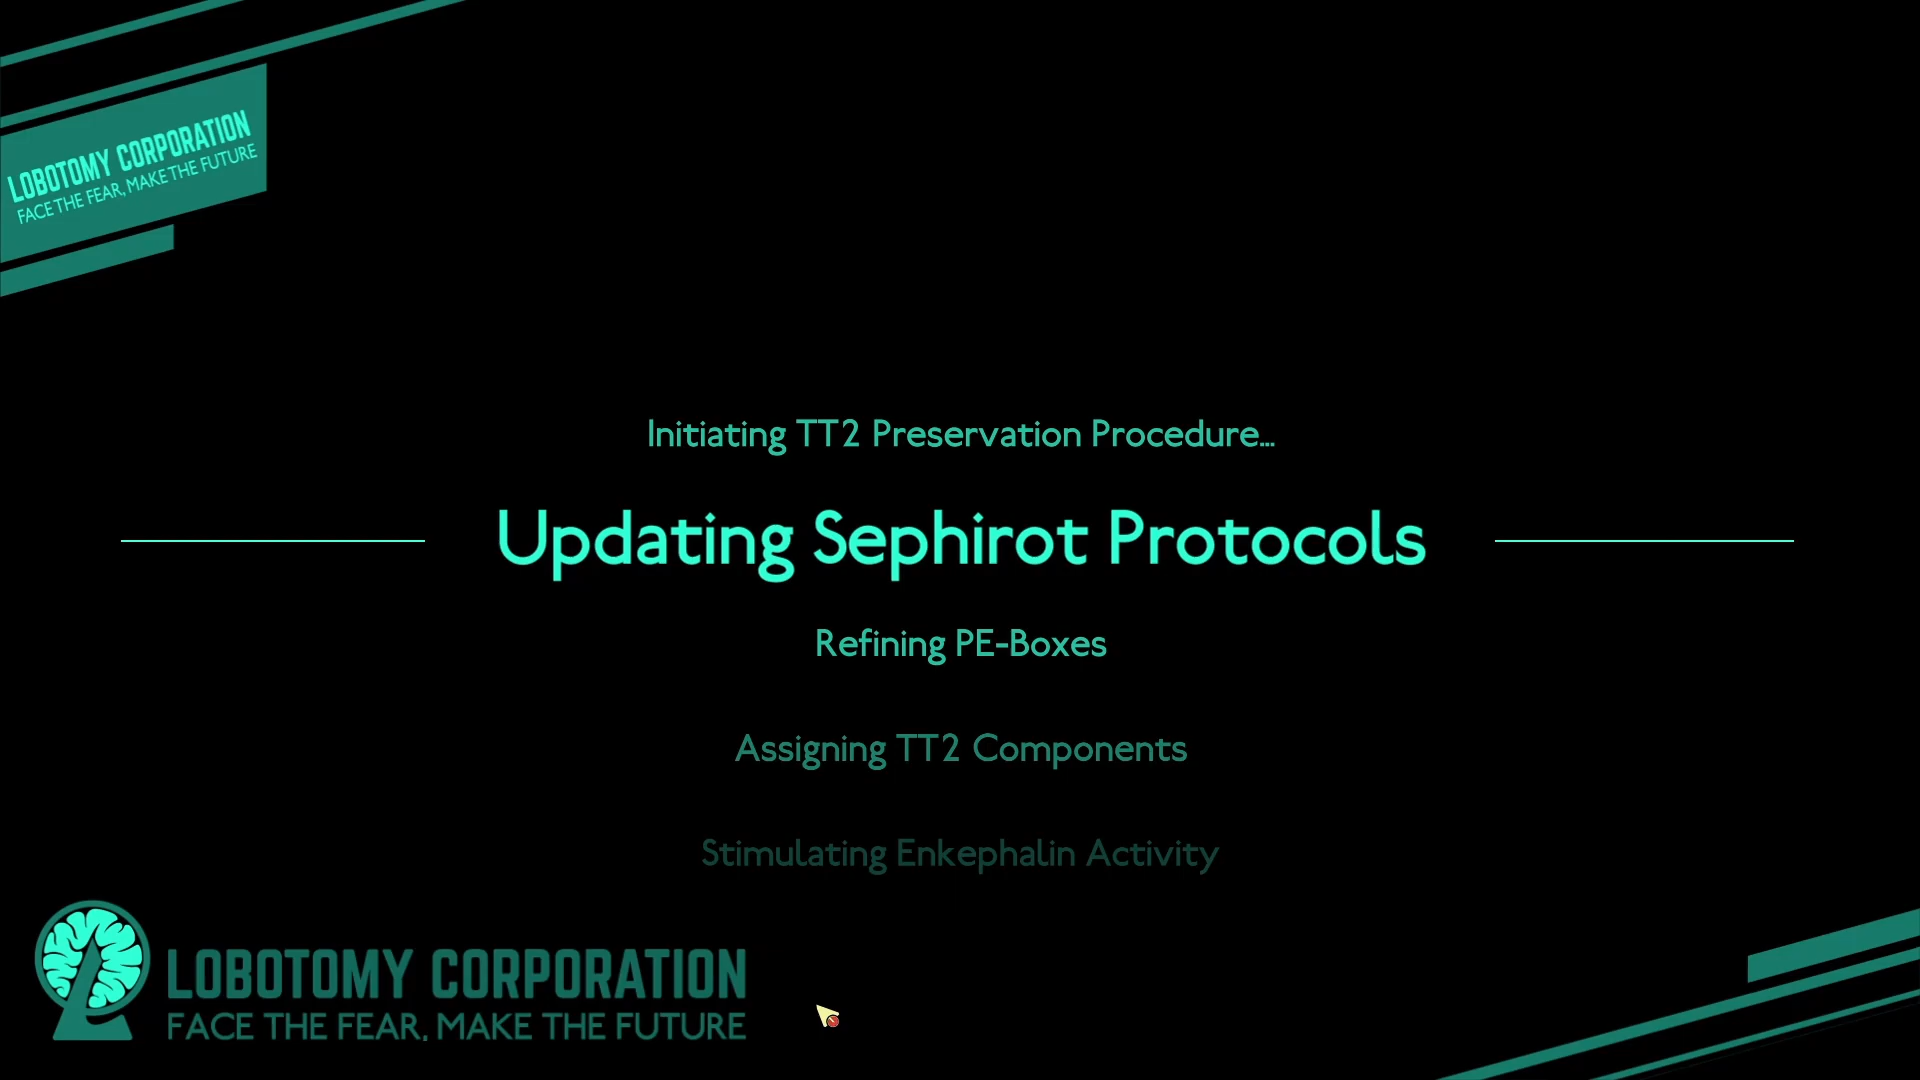 LOBOTOMY CORPORATION
FACE THE FEAR, MAKE THE FUTURE
Initiating TT2 Preservation Procedure...
Updating Sephirot Protocols
Refining PE-Boxes
Assigning TT2 Components
Stimulating Enkephalin Activity
LOBOTOMY CORPORATION
FACE THE FEAR, MAKE THE FUTURE